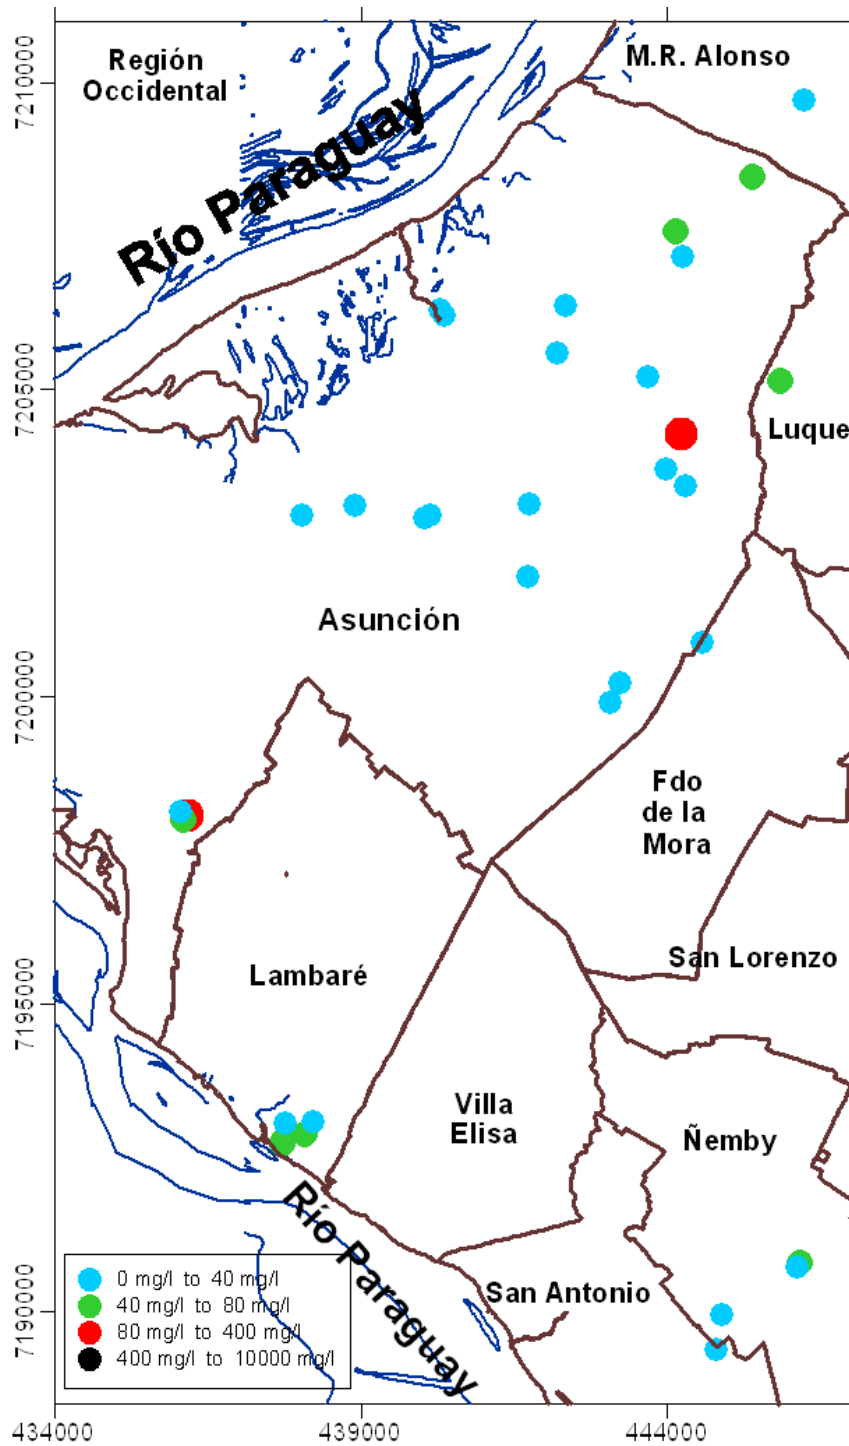 Región
Occidental
M.R. Alonso
Río Paraguay
Luque
Asunción
Fdo
de la
Mora
San Lorenzo
Lambaré
Villa
Elisa
Ñemby
Río Paraguay
San Antonio
0 mg/l to 40 mg/l
40 mg/l to 80 mg/l
80 mg/l to 400 mg/l
400 mg/l to 10000 mg/l
7210000
7205000
7200000
7195000
7190000
434000
439000
444000